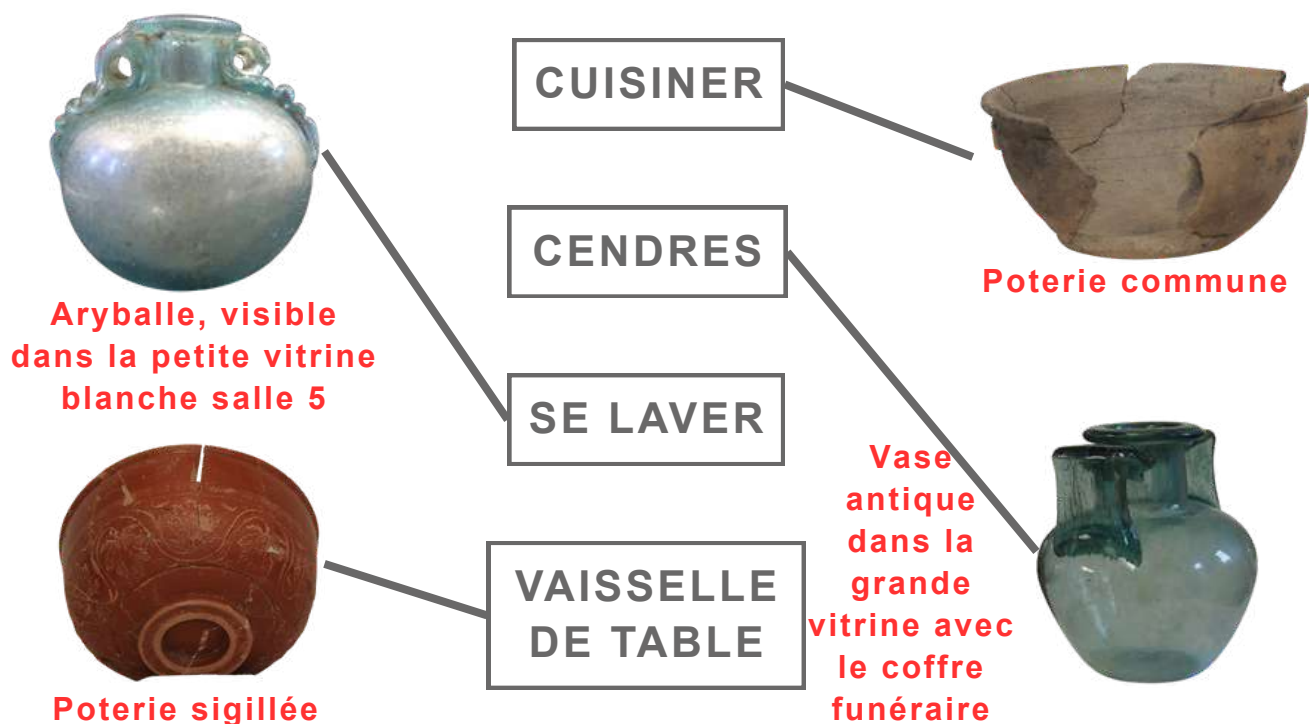 CUISINER
CENDRES
SE LAVER
VAISSELLE
DE TABLE
Aryballe, visible
dans la petite vitrine
blanche salle 5
Poterie sigillée
Poterie commune
Vase
antique
dans la
grande
vitrine avec
le coffre
funéraire